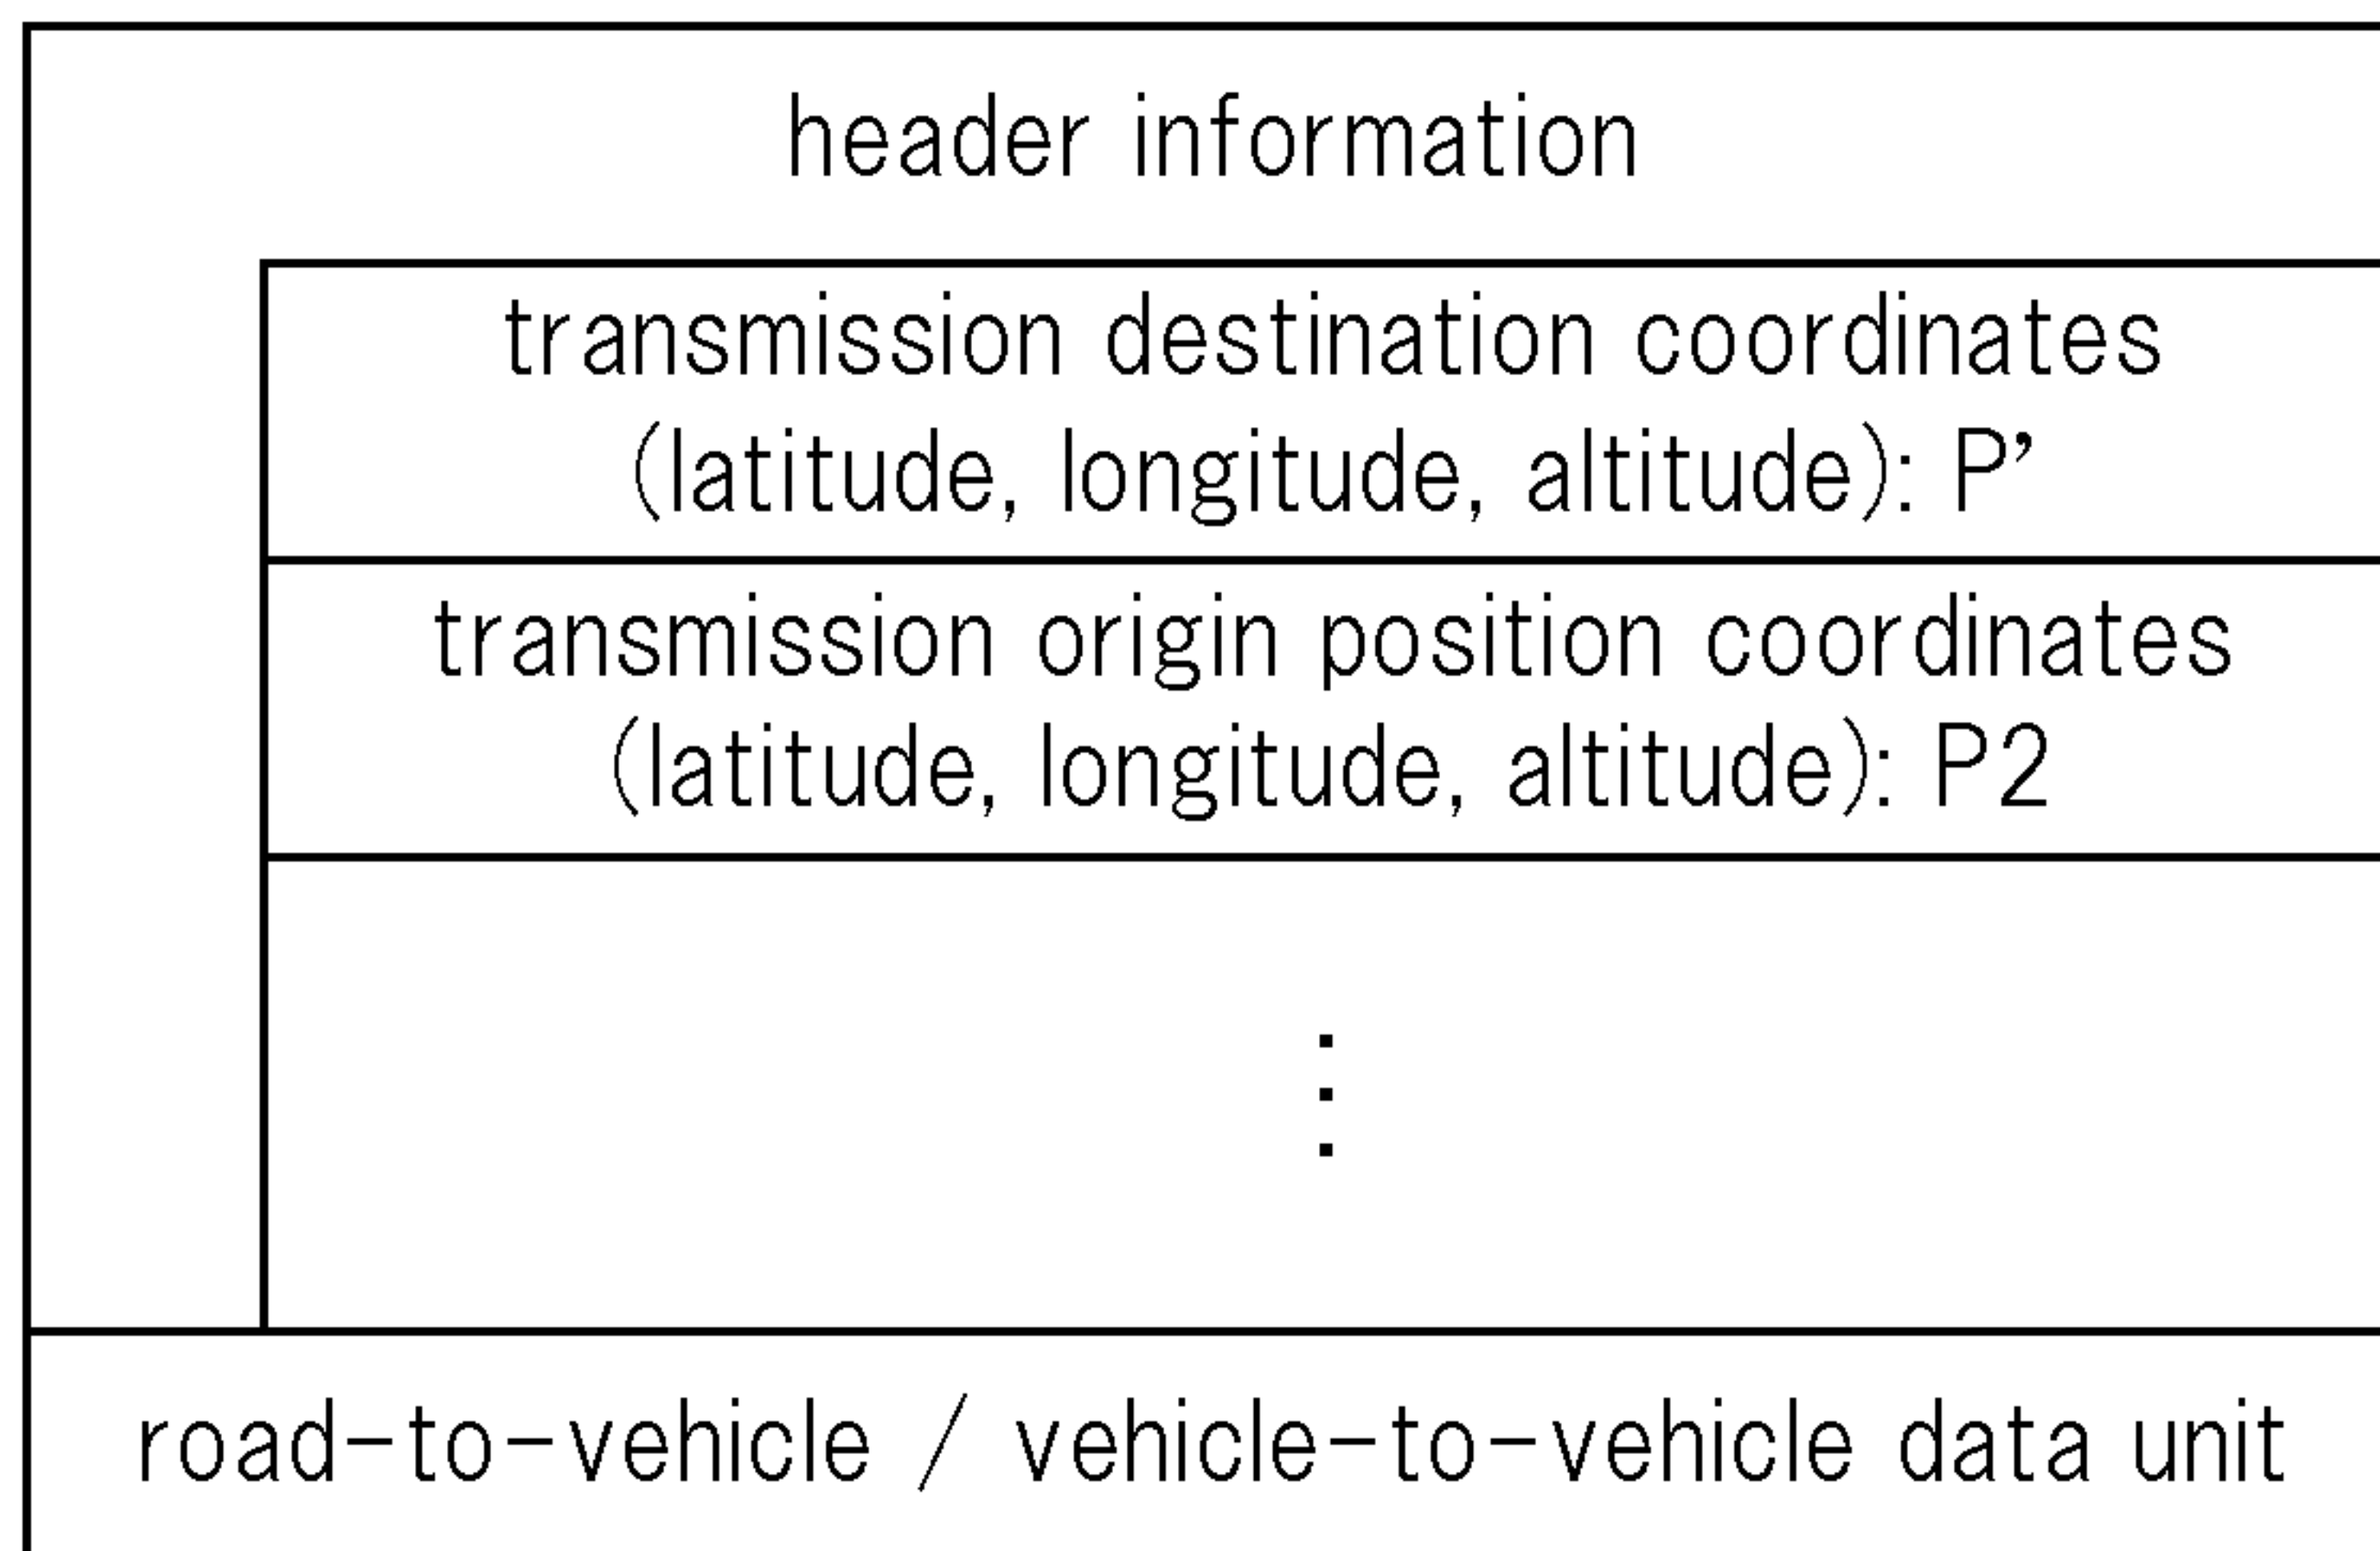 header information
transmission destination coordinates
(latitude, longitude, altitude): P’
transmission origin position coordinates
(latitude, longitude, altitude): P2
road-to-vehicle / vehicle-to-vehicle data unit